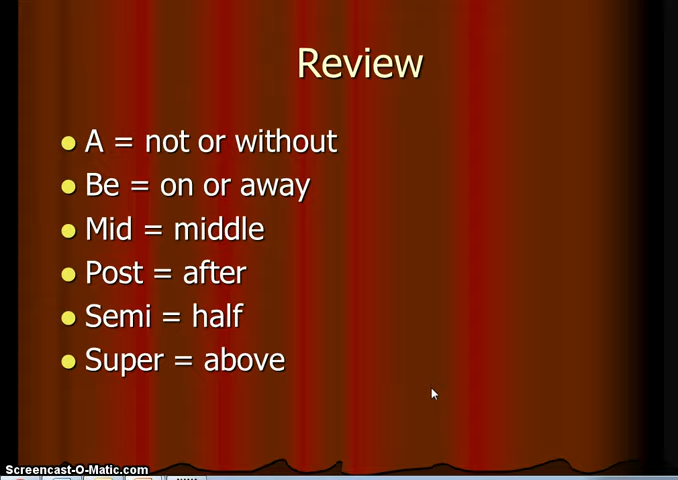 Review
A = not or without
Be = on or away
Mid = middle
Post = after
Semi = half
Super = above
Screencast-O-Matic.com